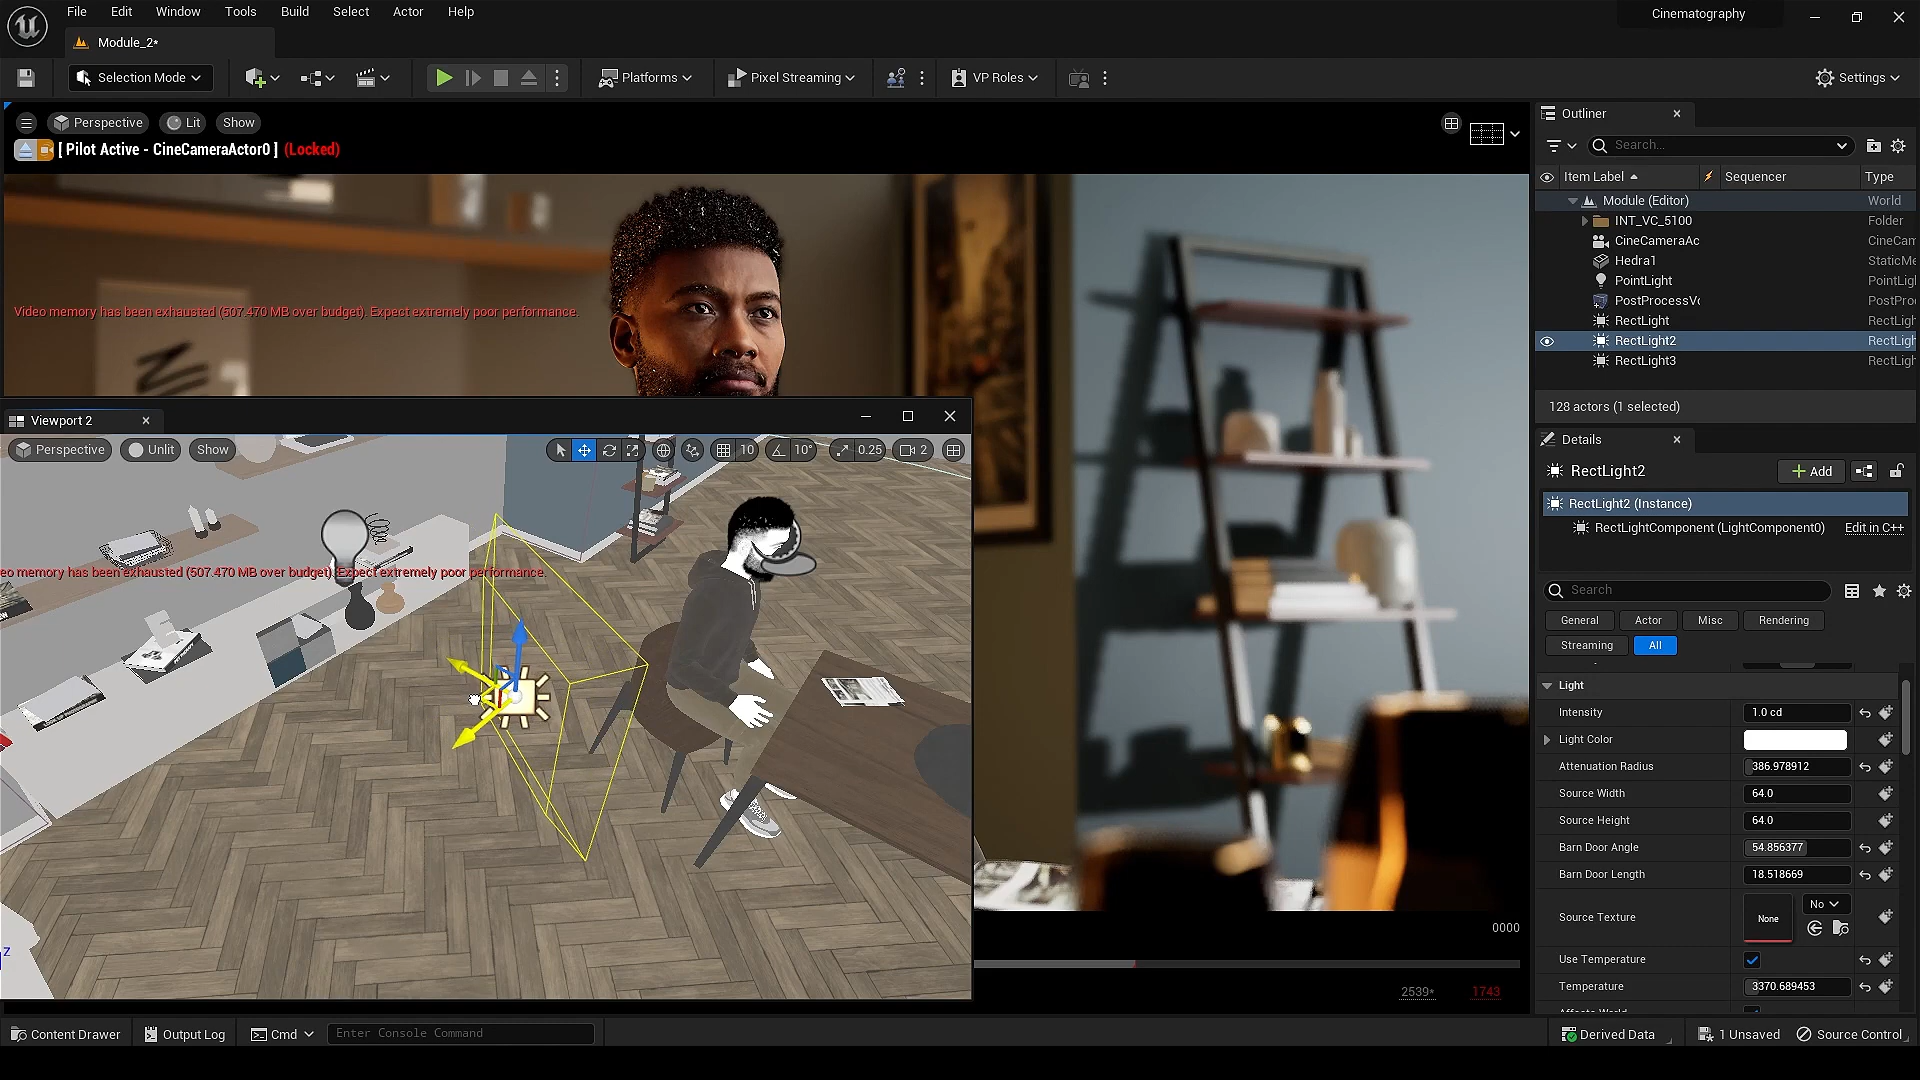 File Edit Window Tools Build Select Actor Help
Cinematography
Module_2*
Selection Mode
Platforms
Pixel Streaming
VP Roles
Settings
Perspective Lit Show
[ Pilot Active - CineCameraActor0 ] (Locked)
Video memory has been exhausted (507.470 MB over budget). Expect extremely poor performance.
Outliner
Search...
Item Label Sequencer Type
Module (Editor) World
INT_VC_5100 Folder
CineCameraAc CineCam
Hedra1 StaticMe
PointLight PointLigh
PostProcessVo PostProc
RectLight RectLigh
RectLight2 RectLigh
RectLight3 RectLigh
128 actors (1 selected)
Viewport 2
Perspective Unlit Show
10 10° 0.25 2
eo memory has been exhausted (507.470 MB over budget). Expect extremely poor performance.
Z
Details
RectLight2
Add
RectLight2 (Instance)
RectLightComponent (LightComponent0) Edit in C++
Search
General Actor Misc Rendering
Streaming All
Light
Intensity 1.0 cd
Light Color
Attenuation Radius 386.978912
Source Width 64.0
Source Height 64.0
Barn Door Angle 54.856377
Barn Door Length 18.518669
Source Texture None No
Use Temperature
Temperature 3370.689453
Affects World
0000
2539* 1743
Content Drawer Output Log Cmd Enter Console Command
Derived Data 1 Unsaved Source Control